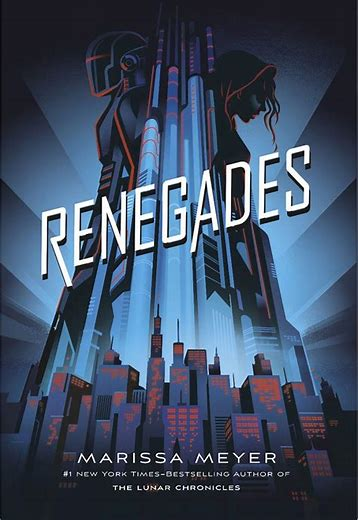 RENEGADES
MARISSA MEYER
#1 NEW YORK TIMES–BESTSELLING AUTHOR OF
THE LUNAR CHRONICLES